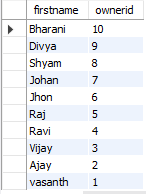 firstname ownerid
Bharani 10
Divya 9
Shyam 8
Johan 7
Jhon 6
Raj 5
Ravi 4
Vijay 3
Ajay 2
vasanth 1